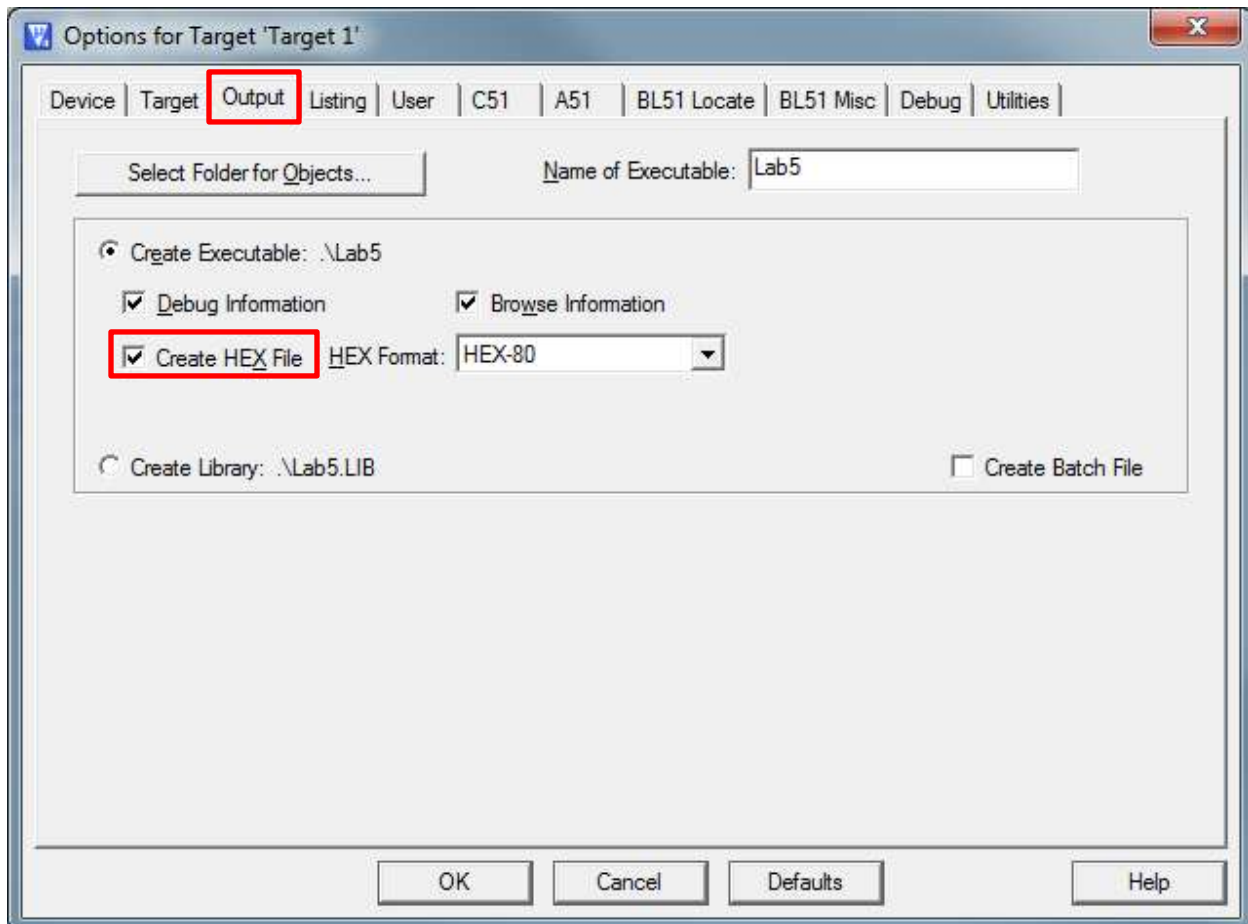 Options for Target 'Target 1'
Device Target Output Listing User C51 A51 BL51 Locate BL51 Misc Debug Utilities
Select Folder for Objects... Name of Executable: Lab5
Create Executable: .\Lab5
Debug Information Browse Information
Create HEX File HEX Format: HEX-80
Create Library: .\Lab5.LIB Create Batch File
OK Cancel Defaults Help